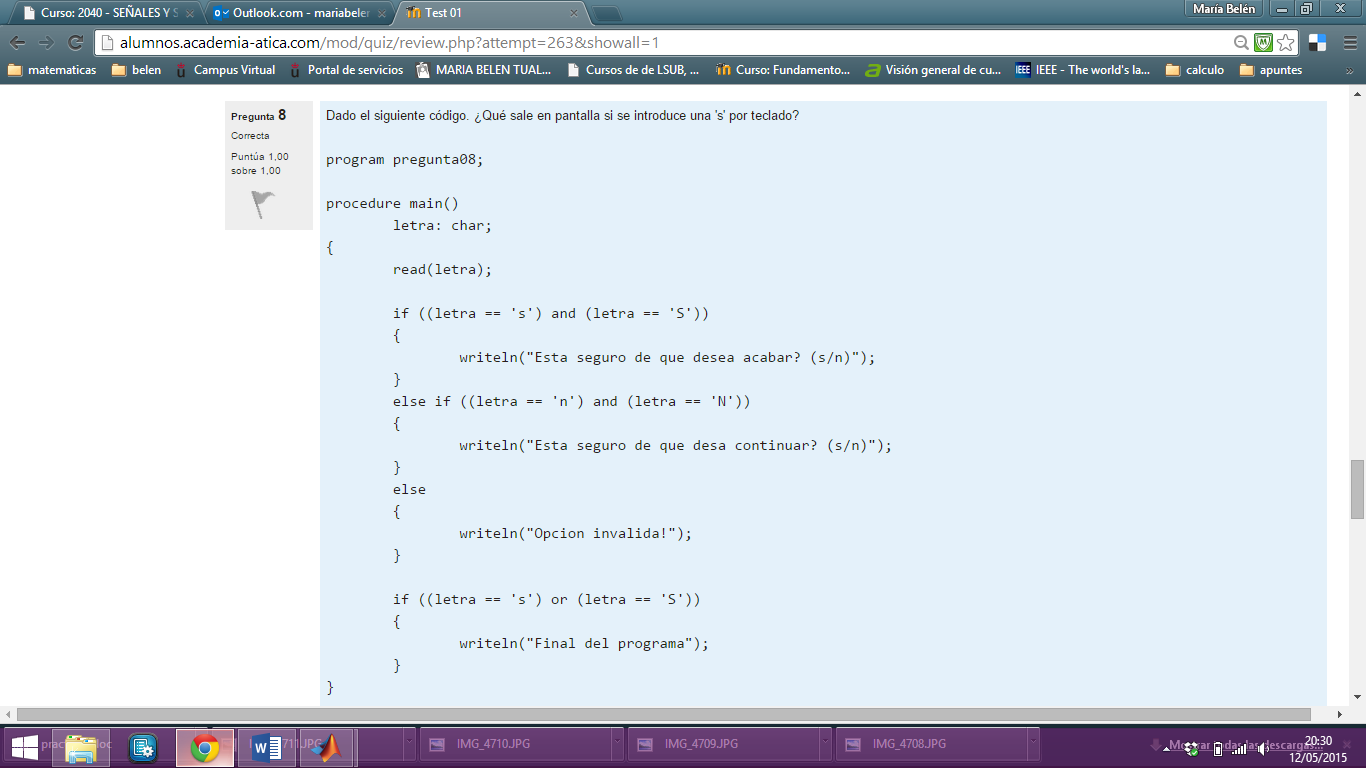 Curso: 2040 - SEÑALES Y S
Outlook.com - mariabeler
Test 01
María Belén
alumnos.academia-atica.com/mod/quiz/review.php?attempt=263&showall=1
matematicas
belen
Campus Virtual
Portal de servicios
MARIA BELEN TUAL...
Cursos de de LSUB, ...
Curso: Fundamento...
Visión general de cu...
IEEE - The world's la...
calculo
apuntes
»
Pregunta 8
Correcta
Puntúa 1,00
sobre 1,00
Dado el siguiente código. ¿Qué sale en pantalla si se introduce una 's' por teclado?
program pregunta08;
procedure main()
letra: char;
{
read(letra);
if ((letra == 's') and (letra == 'S'))
{
writeln("Esta seguro de que desea acabar? (s/n)");
}
else if ((letra == 'n') and (letra == 'N'))
{
writeln("Esta seguro de que desa continuar? (s/n)");
}
else
{
writeln("Opcion invalida!");
}
if ((letra == 's') or (letra == 'S'))
{
writeln("Final del programa");
}
}
IMG_4710.JPG
IMG_4709.JPG
IMG_4708.JPG
20:30
12/05/2015